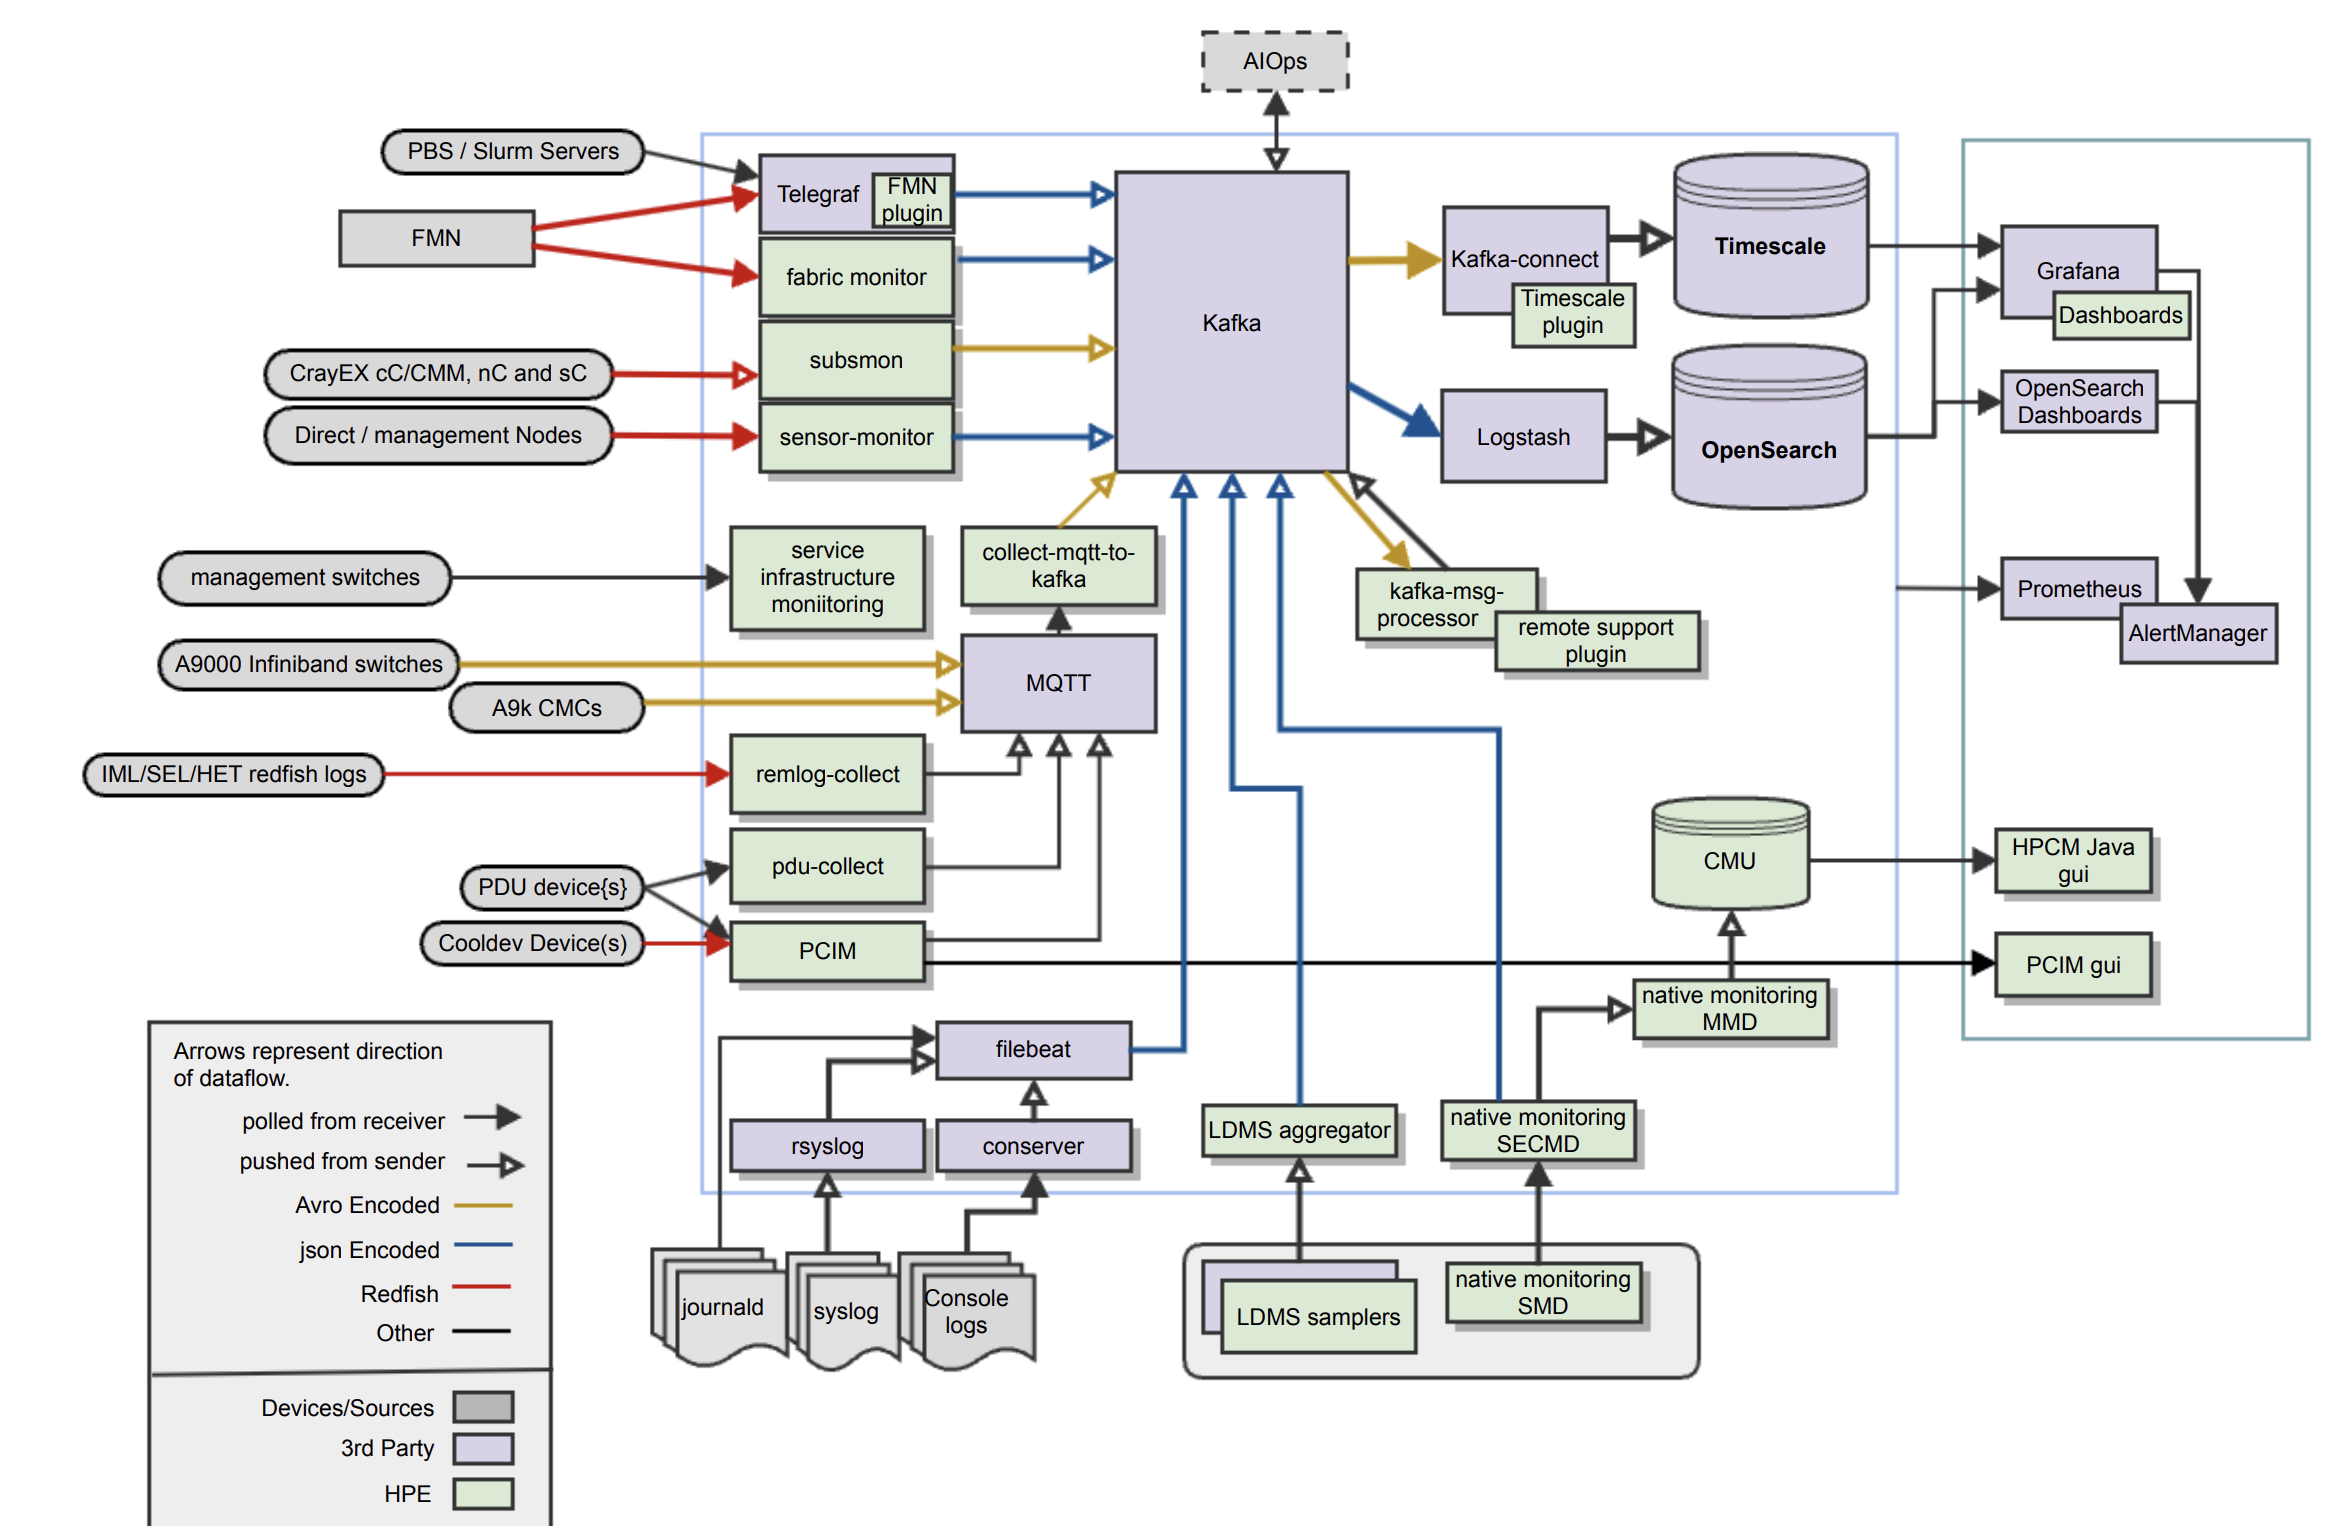 AIOps
PBS / Slurm Servers
FMN
Telegraf
FMN
plugin
fabric monitor
CrayEX cC/CMM, nC and sC
subsmon
Direct / management Nodes
sensor-monitor
Kafka
Kafka-connect
Timescale
plugin
Timescale
Logstash
OpenSearch
Grafana
Dashboards
OpenSearch
Dashboards
Prometheus
AlertManager
management switches
service
infrastructure
moniitoring
collect-mqtt-to-
kafka
kafka-msg-
processor
remote support
plugin
A9000 Infiniband switches
A9k CMCs
MQTT
IML/SEL/HET redfish logs
remlog-collect
PDU device{s}
pdu-collect
Cooldev Device(s)
PCIM
CMU
HPCM Java
gui
PCIM gui
native monitoring
MMD
filebeat
rsyslog
conserver
LDMS aggregator
native monitoring
SECMD
journald
syslog
Console
logs
LDMS samplers
native monitoring
SMD
Arrows represent direction
of dataflow.
polled from receiver
pushed from sender
Avro Encoded
json Encoded
Redfish
Other
Devices/Sources
3rd Party
HPE